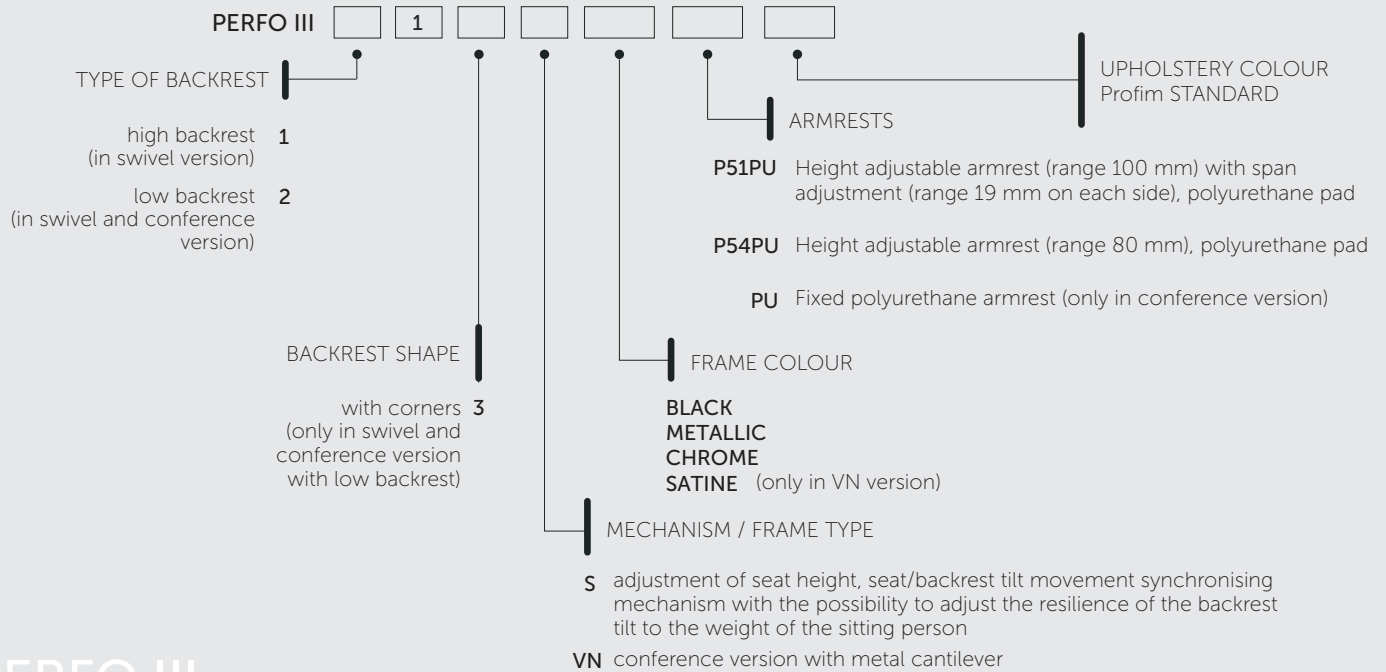 PERFO III 1
TYPE OF BACKREST
high backrest 1
(in swivel version)
low backrest 2
(in swivel and conference
version)
UPHOLSTERY COLOUR
Profim STANDARD
ARMRESTS
P51PU Height adjustable armrest (range 100 mm) with span
adjustment (range 19 mm on each side), polyurethane pad
P54PU Height adjustable armrest (range 80 mm), polyurethane pad
PU Fixed polyurethane armrest (only in conference version)
BACKREST SHAPE
with corners 3
(only in swivel and
conference version
with low backrest)
FRAME COLOUR
BLACK
METALLIC
CHROME
SATINE (only in VN version)
MECHANISM / FRAME TYPE
S adjustment of seat height, seat/backrest tilt movement synchronising
mechanism with the possibility to adjust the resilience of the backrest
tilt to the weight of the sitting person
VN conference version with metal cantilever
PERFO III